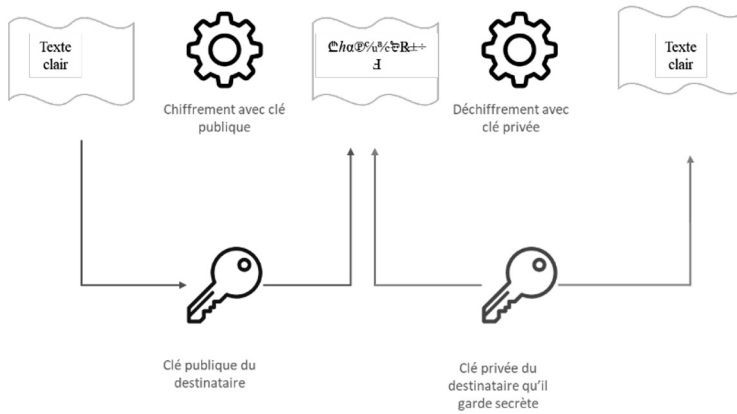 Texte
clair
Texte
clair
Chiffrement avec clé
publique
Déchiffrement avec
clé privée
Clé publique du
destinataire
Clé privée du
destinataire qu'il
garde secrète